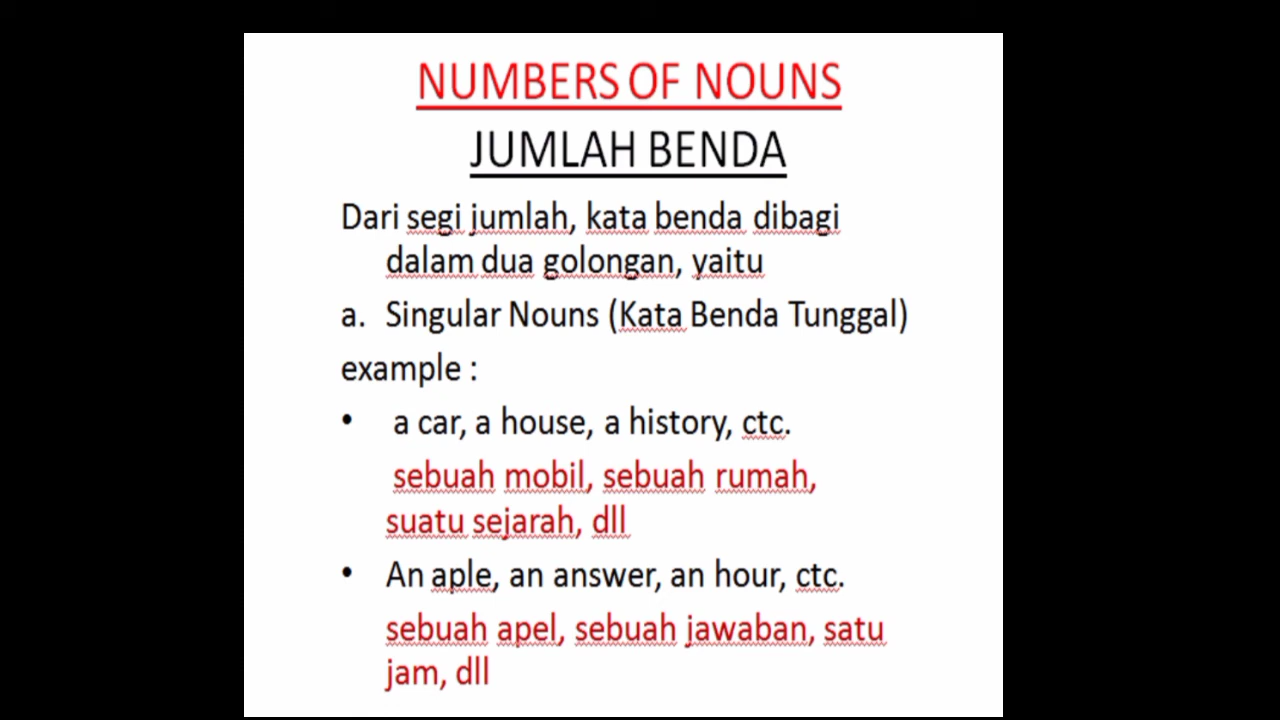 NUMBERS OF NOUNS
JUMLAH BENDA
Dari segi jumlah, kata benda dibagi
dalam dua golongan, yaitu
a. Singular Nouns (Kata Benda Tunggal)
example :
• a car, a house, a history, ctc.
sebuah mobil, sebuah rumah,
suatu sejarah, dll
• An aple, an answer, an hour, ctc.
sebuah apel, sebuah jawaban, satu
jam, dll